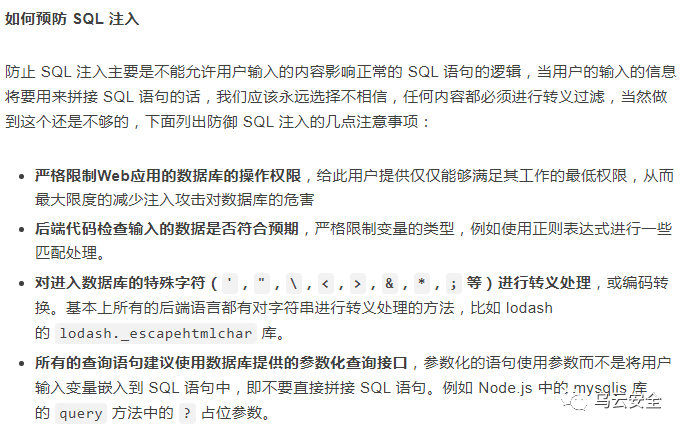 如何预防 SQL 注入
防止 SQL 注入主要是不能允许用户输入的内容影响正常的 SQL 语句的逻辑，当用户的输入的信息
将要用来拼接 SQL 语句的话，我们应该永远选择不相信，任何内容都必须进行转义过滤，当然做
到这个还是不够的，下面列出防御 SQL 注入的几点注意事项：
• 严格限制Web应用的数据库的操作权限，给此用户提供仅仅能够满足其工作的最低权限，从而
最大限度的减少注入攻击对数据库的危害
• 后端代码检查输入的数据是否符合预期，严格限制变量的类型，例如使用正则表达式进行一些
匹配处理。
• 对进入数据库的特殊字符（ ' , " , \ , < , > , & , * , ; 等）进行转义处理，或编码转
换。基本上所有的后端语言都有对字符串进行转义处理的方法，比如 lodash
的 lodash._escapehtmlchar 库。
• 所有的查询语句建议使用数据库提供的参数化查询接口，参数化的语句使用参数而不是将用户
输入变量嵌入到 SQL 语句中，即不要直接拼接 SQL 语句。例如 Node.js 中的 mysqljs 库
的 query 方法中的 ? 占位参数。
乌云安全